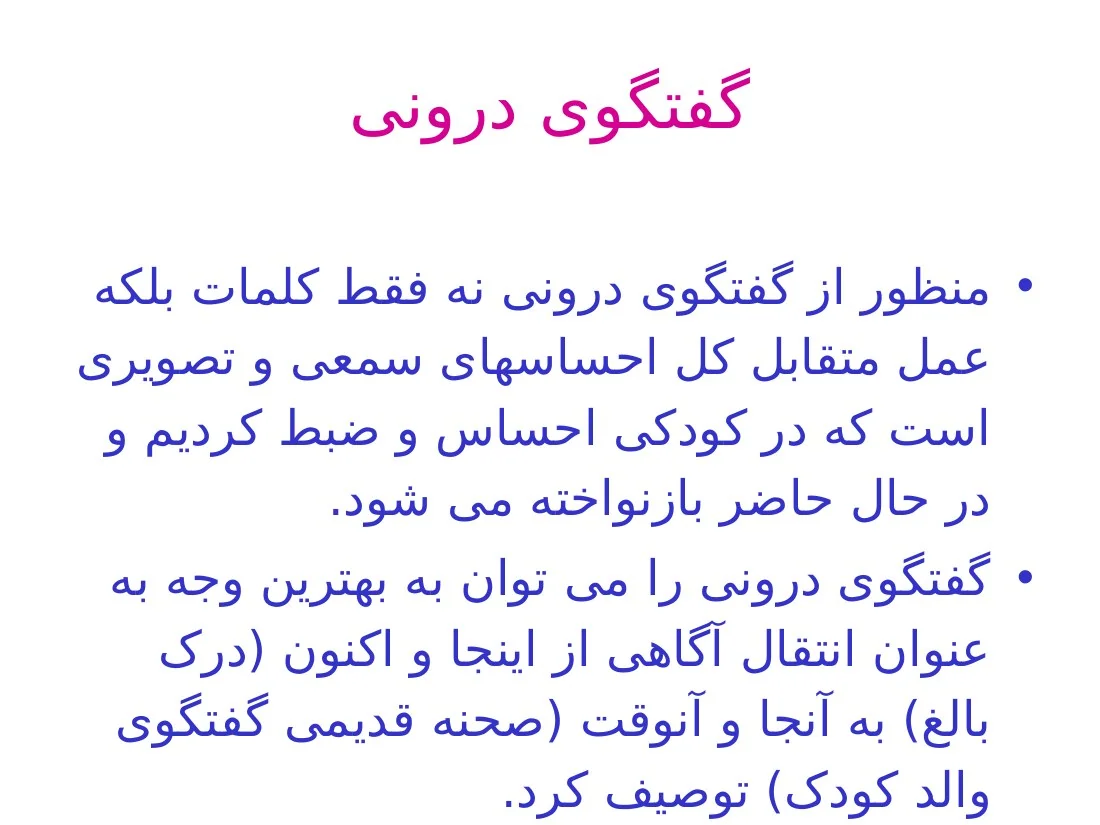 گفتگوی درونی
• منظور از گفتگوی درونی نه فقط کلمات بلکه
عمل متقابل کل احساسهای سمعی و تصویری
است که در کودکی احساس و ضبط کردیم و
در حال حاضر بازنواخته می شود.
• گفتگوی درونی را می توان به بهترین وجه به
عنوان انتقال آگاهی از اینجا و اکنون (درک
بالغ) به آنجا و آنوقت (صحنه قدیمی گفتگوی
والد کودک) توصیف کرد.